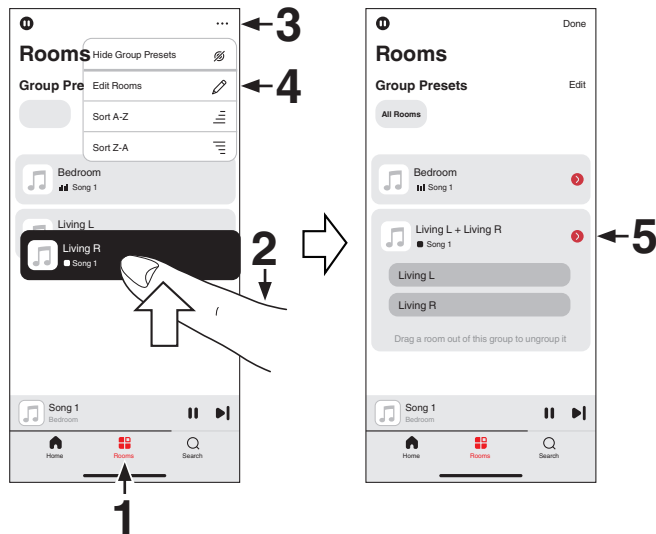 3
Rooms
Hide Group Presets
Group Pre
Edit Rooms
4
Sort A-Z
Sort Z-A
Bedroom
Song 1
Living L
Living R
Song 1
2
Song 1
Bedroom
Home
Rooms
Search
1
Done
Rooms
Group Presets
Edit
All Rooms
Bedroom
Song 1
Living L + Living R
Song 1
5
Living L
Living R
Drag a room out of this group to ungroup it
Song 1
Bedroom
Home
Rooms
Search